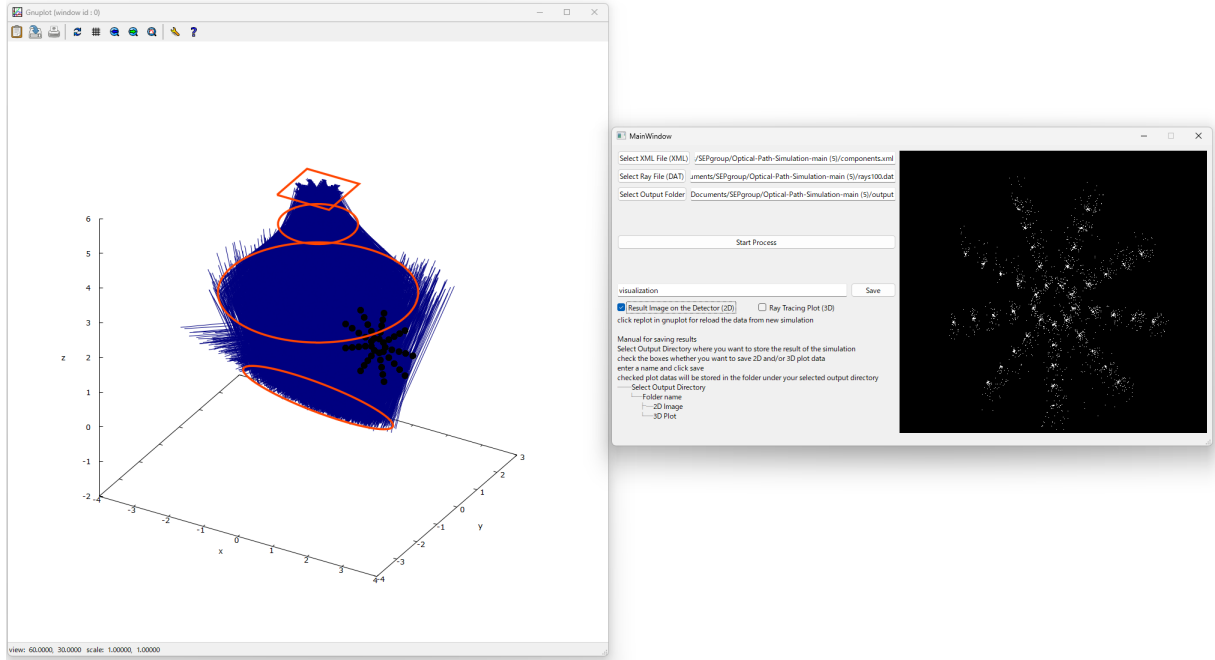 Gnuplot (window id : 0)
6
5
4
3
2
1
0
-1
-2
z
-4
-3
-2
-1
0
1
2
3
4
x
-4
-3
-2
-1
0
1
2
3
y
view: 60.0000, 30.0000 scale: 1.00000, 1.00000
MainWindow
Select XML File (XML) /SEPgroup/Optical-Path-Simulation-main (5)/components.xml
Select Ray File (DAT) uments/SEPgroup/Optical-Path-Simulation-main (5)/rays100.dat
Select Output Folder Documents/SEPgroup/Optical-Path-Simulation-main (5)/output
Start Process
visualization Save
Result Image on the Detector (2D) Ray Tracing Plot (3D)
click replot in gnuplot for reload the data from new simulation
Manual for saving results
Select Output Directory where you want to store the result of the simulation
check the boxes whether you want to save 2D and/or 3D plot data
enter a name and click save
checked plot datas will be stored in the folder under your selected output directory
Select Output Directory
Folder name
2D Image
3D Plot